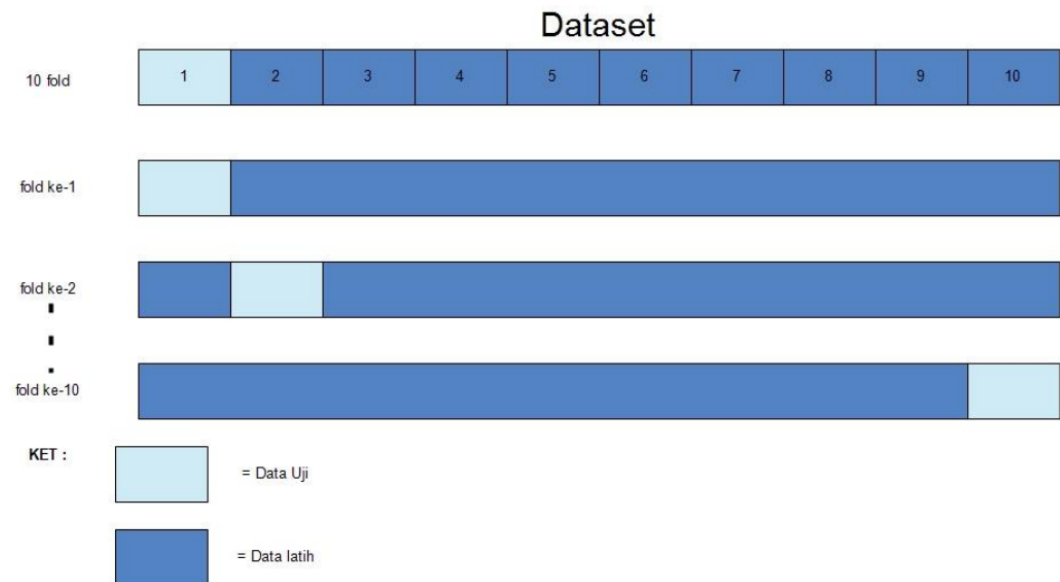 Dataset
10 fold 1 2 3 4 5 6 7 8 9 10
fold ke-1
fold ke-2
fold ke-10
KET :
= Data Uji
= Data latih